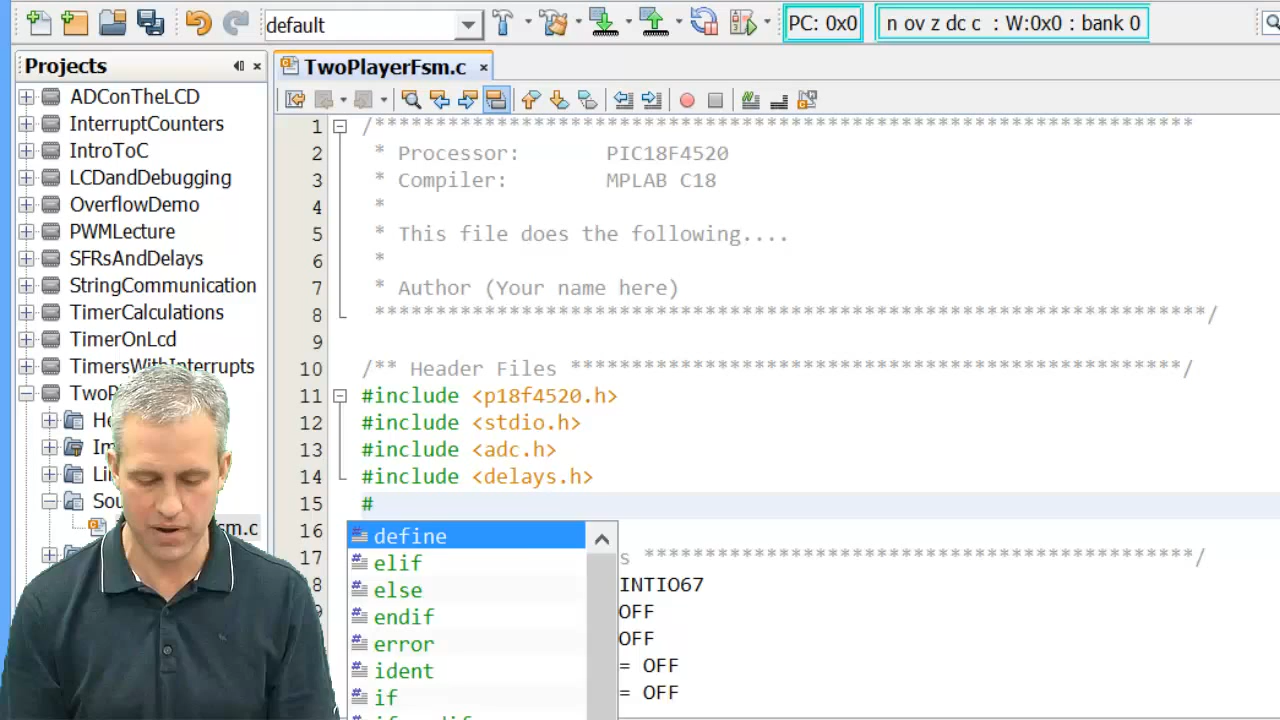 default
PC: 0x0
n ov z dc c : W:0x0 : bank 0
Projects
TwoPlayerFsm.c
ADConTheLCD
InterruptCounters
IntroToC
LCDandDebugging
OverflowDemo
PWMLecture
SFRsAndDelays
StringCommunication
TimerCalculations
TimerOnLcd
TimersWithInterrupts
1 /*******************************************************************
2 * Processor: PIC18F4520
3 * Compiler: MPLAB C18
4 *
5 * This file does the following....
6 *
7 * Author (Your name here)
8 ********************************************************************/
9
10 /** Header Files **************************************************/
11 #include <p18f4520.h>
12 #include <stdio.h>
13 #include <adc.h>
14 #include <delays.h>
15 #
16
17 s *********************************************/
INTIO67
OFF
OFF
= OFF
= OFF
define
elif
else
endif
error
ident
if